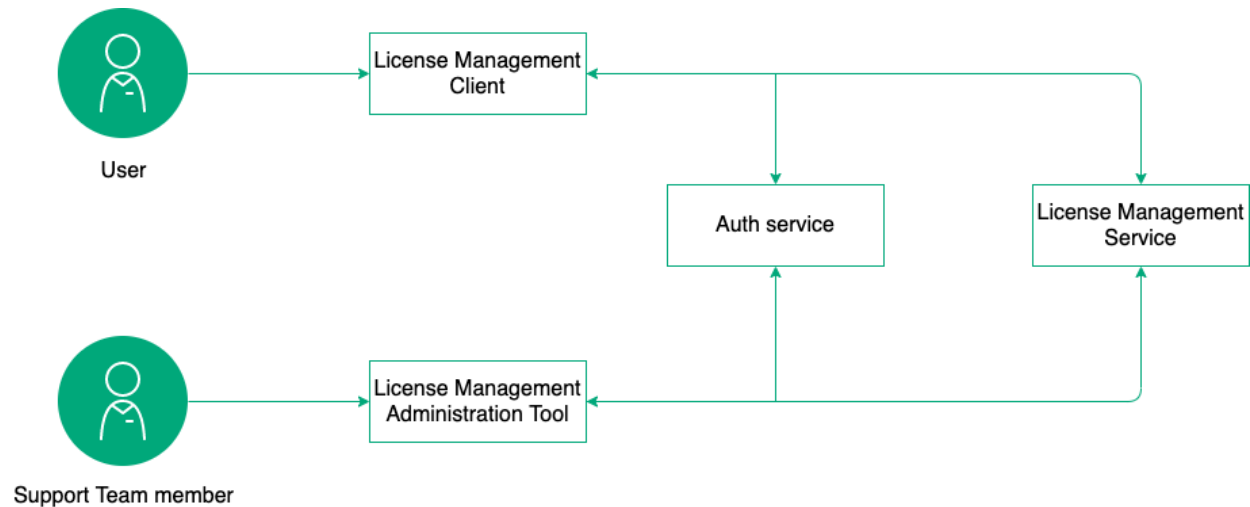 License Management
Client
User
Auth service
License Management
Service
License Management
Administration Tool
Support Team member